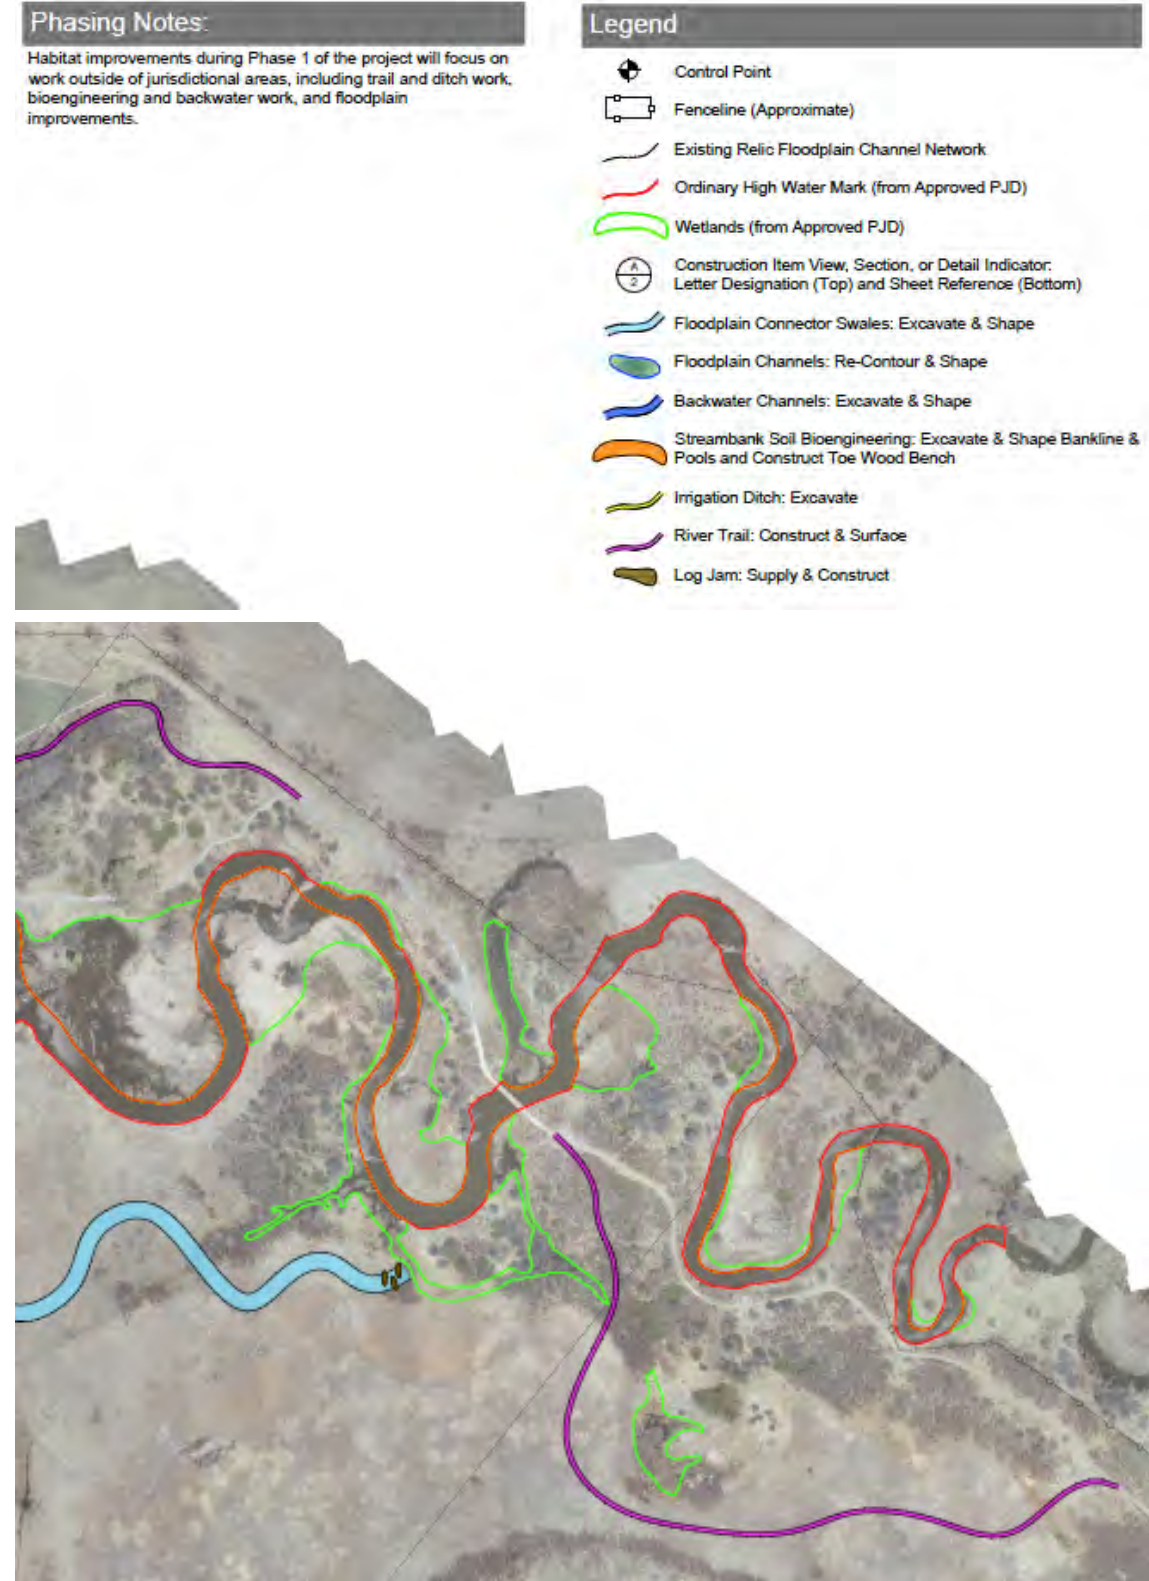 Phasing Notes:
Habitat improvements during Phase 1 of the project will focus on
work outside of jurisdictional areas, including trail and ditch work,
bioengineering and backwater work, and floodplain
improvements.
Legend
Control Point
Fenceline (Approximate)
Existing Relic Floodplain Channel Network
Ordinary High Water Mark (from Approved PJD)
Wetlands (from Approved PJD)
A
2
Construction Item View, Section, or Detail Indicator:
Letter Designation (Top) and Sheet Reference (Bottom)
Floodplain Connector Swales: Excavate & Shape
Floodplain Channels: Re-Contour & Shape
Backwater Channels: Excavate & Shape
Streambank Soil Bioengineering: Excavate & Shape Bankline &
Pools and Construct Toe Wood Bench
Irrigation Ditch: Excavate
River Trail: Construct & Surface
Log Jam: Supply & Construct